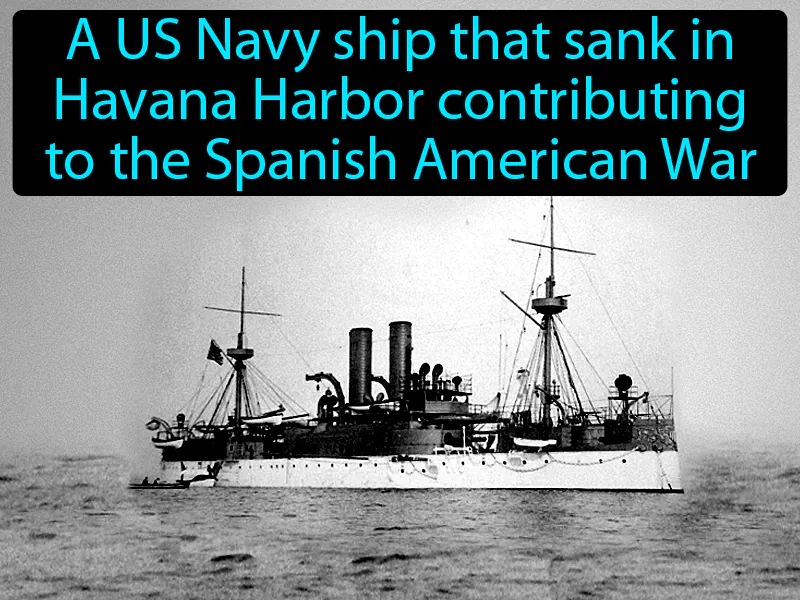 A US Navy ship that sank in
Havana Harbor contributing
to the Spanish American War